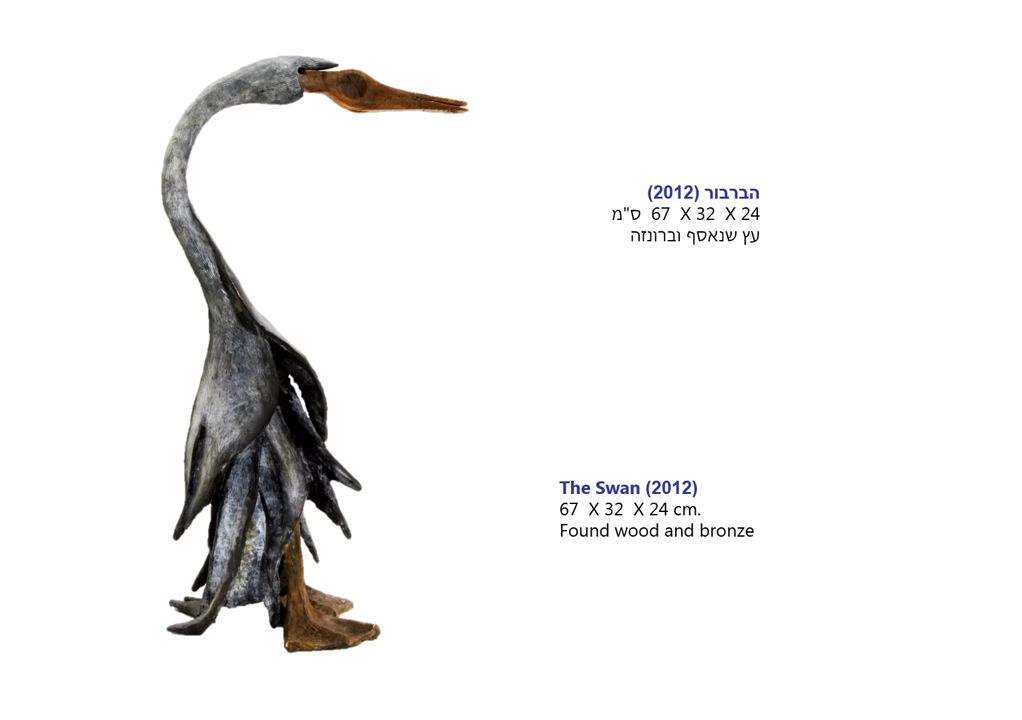 הברבור (2012)
67  X 32  X 24 ס"מ
עץ שנאסף וברונזה
The Swan (2012)
67  X 32  X 24 cm.
Found wood and bronze